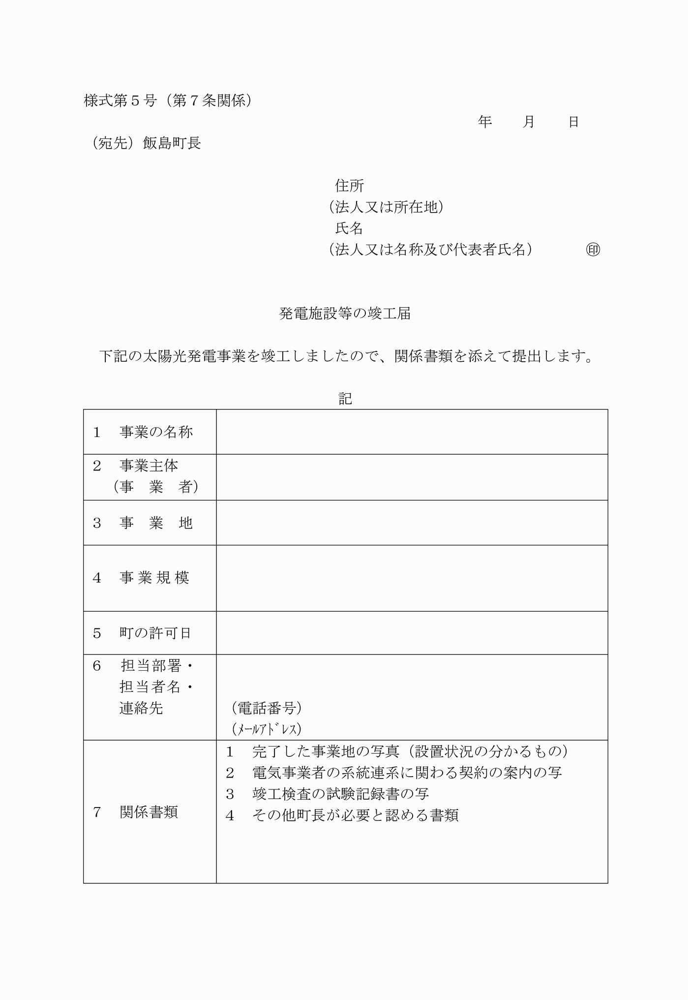 様式第５号（第７条関係）
年　　月　　日
（宛先）飯島町長
住所
（法人又は所在地）
氏名
（法人又は名称及び代表者氏名）　　　㊞
発電施設等の竣工届
下記の太陽光発電事業を竣工しましたので、関係書類を添えて提出します。
記
１　事業の名称
２　事業主体
（事　業　者）
３　事　業　地
４　事業規模
５　町の許可日
６　担当部署・
担当者名・
連絡先
（電話番号）
（ﾒｰﾙｱﾄﾞﾚｽ）
７　関係書類
１　完了した事業地の写真（設置状況の分かるもの）
２　電気事業者の系統連系に関わる契約の案内の写
３　竣工検査の試験記録書の写
４　その他町長が必要と認める書類